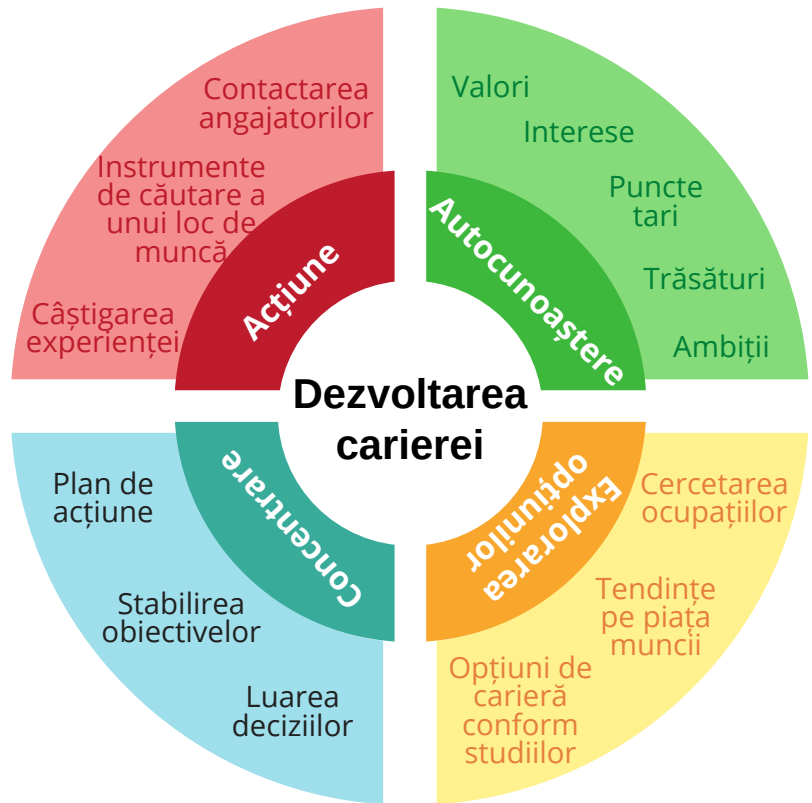 Dezvoltarea
carierei
Autocunoaștere
Valori
Interese
Puncte
tari
Trăsături
Ambiții
Explorarea
opțiunilor
Cercetarea
ocupațiilor
Tendințe
pe piața
muncii
Opțiuni de
carieră
conform
studiilor
Concentrare
Luarea
deciziilor
Stabilirea
obiectivelor
Plan de
acțiune
Acțiune
Câștigarea
experienței
Instrumente
de căutare a
unui loc de
muncă
Contactarea
angajatorilor